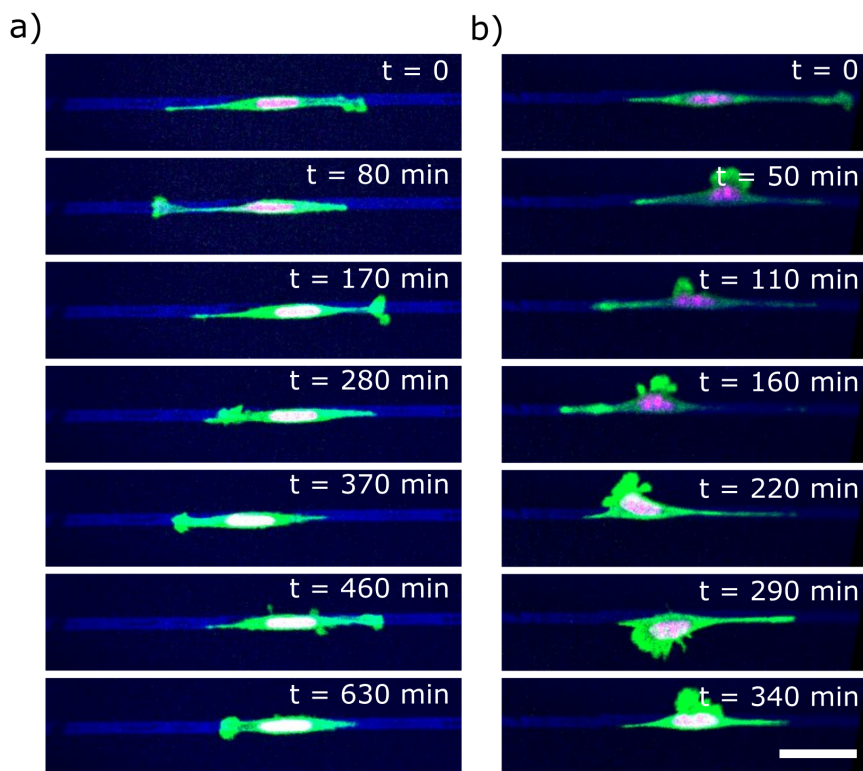 a)
t = 0
t = 80 min
t = 170 min
t = 280 min
t = 370 min
t = 460 min
t = 630 min
b)
t = 0
t = 50 min
t = 110 min
t = 160 min
t = 220 min
t = 290 min
t = 340 min